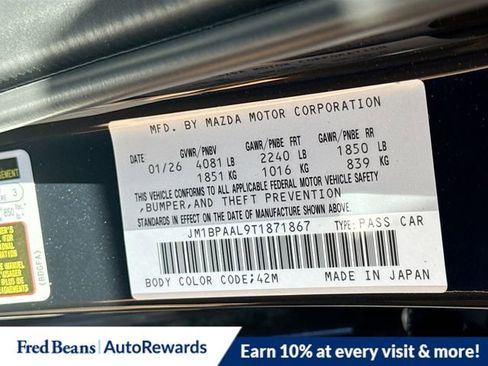 MFD. BY MAZDA MOTOR CORPORATION
GVWR/PNBV GAWR/PNBE FRT GAWR/PNBE RR
DATE 01/26 4081 LB 2240 LB 1850 LB
1851 KG 1016 KG 839 KG
THIS VEHICLE CONFORMS TO ALL APPLICABLE FEDERAL MOTOR VEHICLE SAFETY
,BUMPER,AND THEFT PREVENTION
STANDARDS IN EFFECT ON THE DATE OF MANUFACTURE SHOWN ABOVE.
JM1BPAAL9T1871867 TYPE:PASS CAR
BODY COLOR CODE;42M MADE IN JAPAN
3
850
(BDGFA)
Fred Beans AutoRewards
Earn 10% at every visit & more!